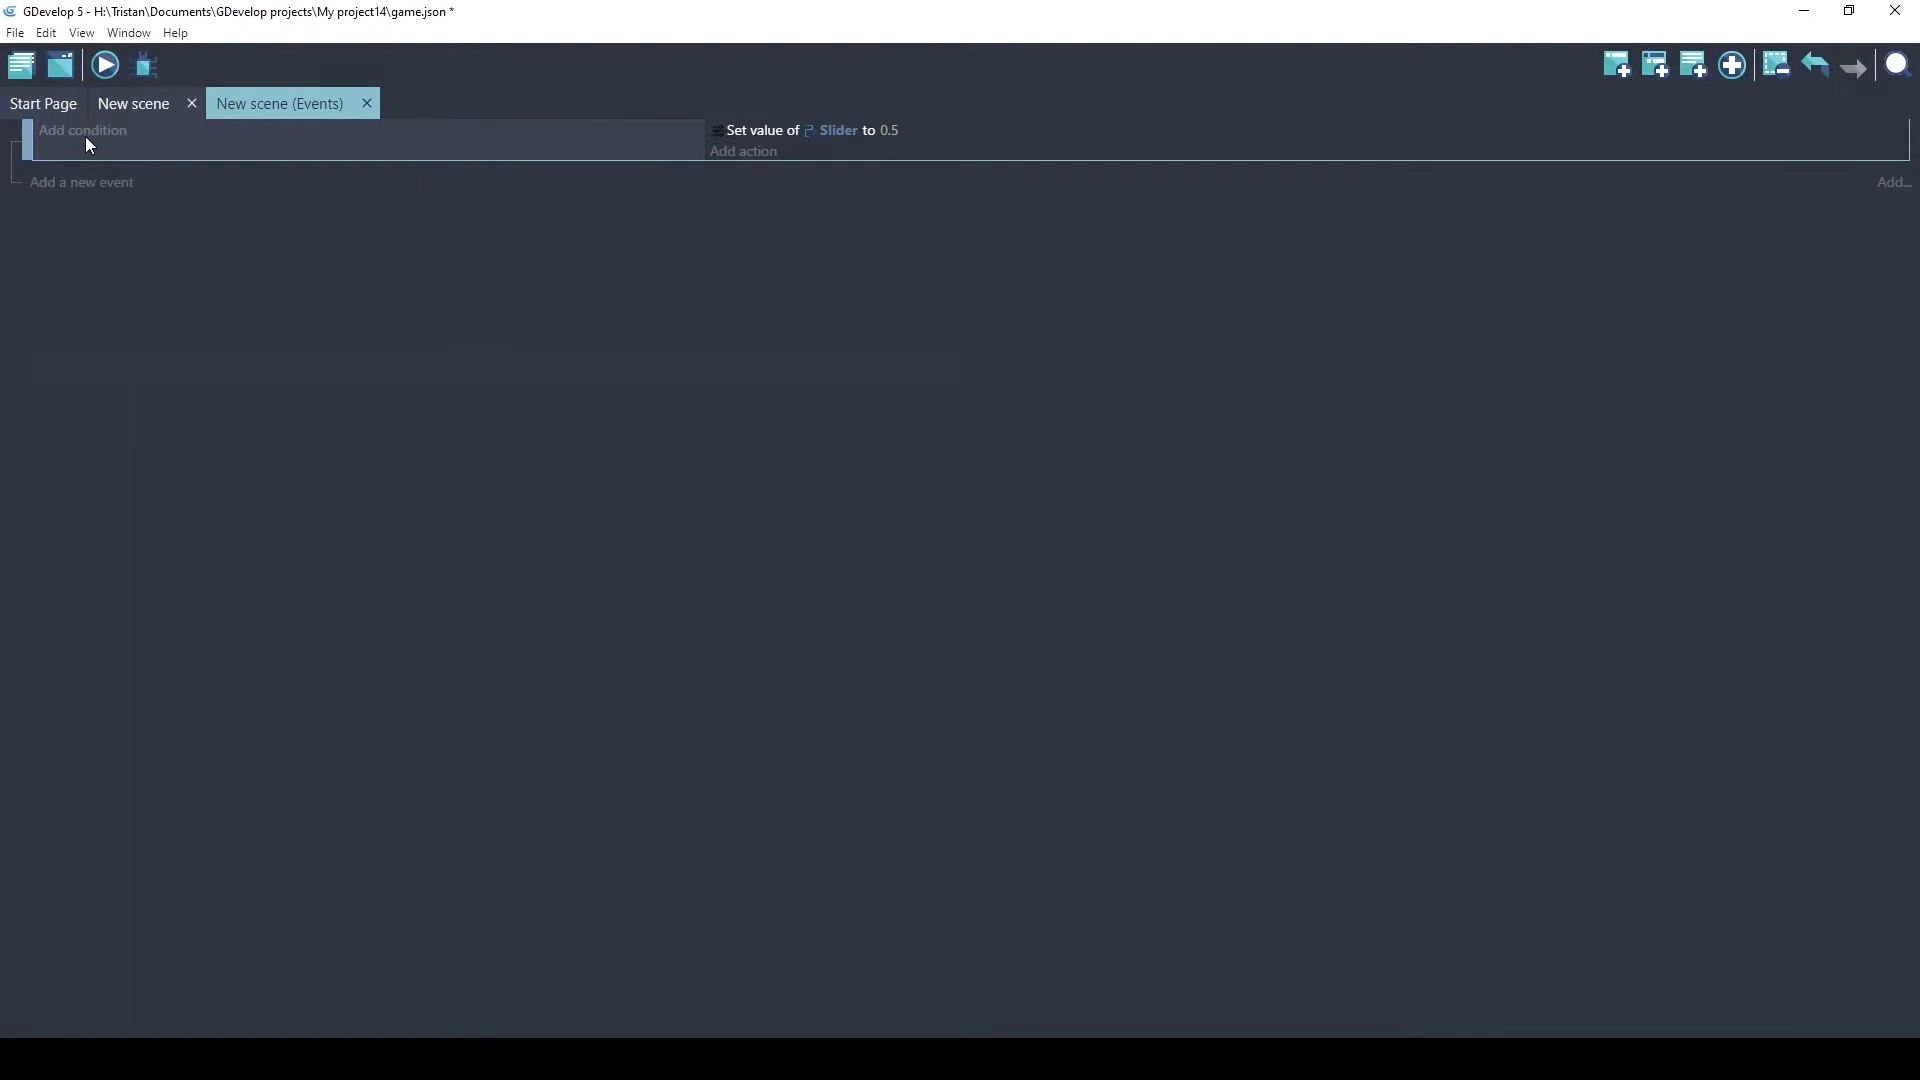 GDevelop 5 - H:\Tristan\Documents\GDevelop projects\My project14\game.json *
File Edit View Window Help
Start Page New scene New scene (Events)
Add condition Set value of Slider to 0.5
Add action
Add a new event Add...